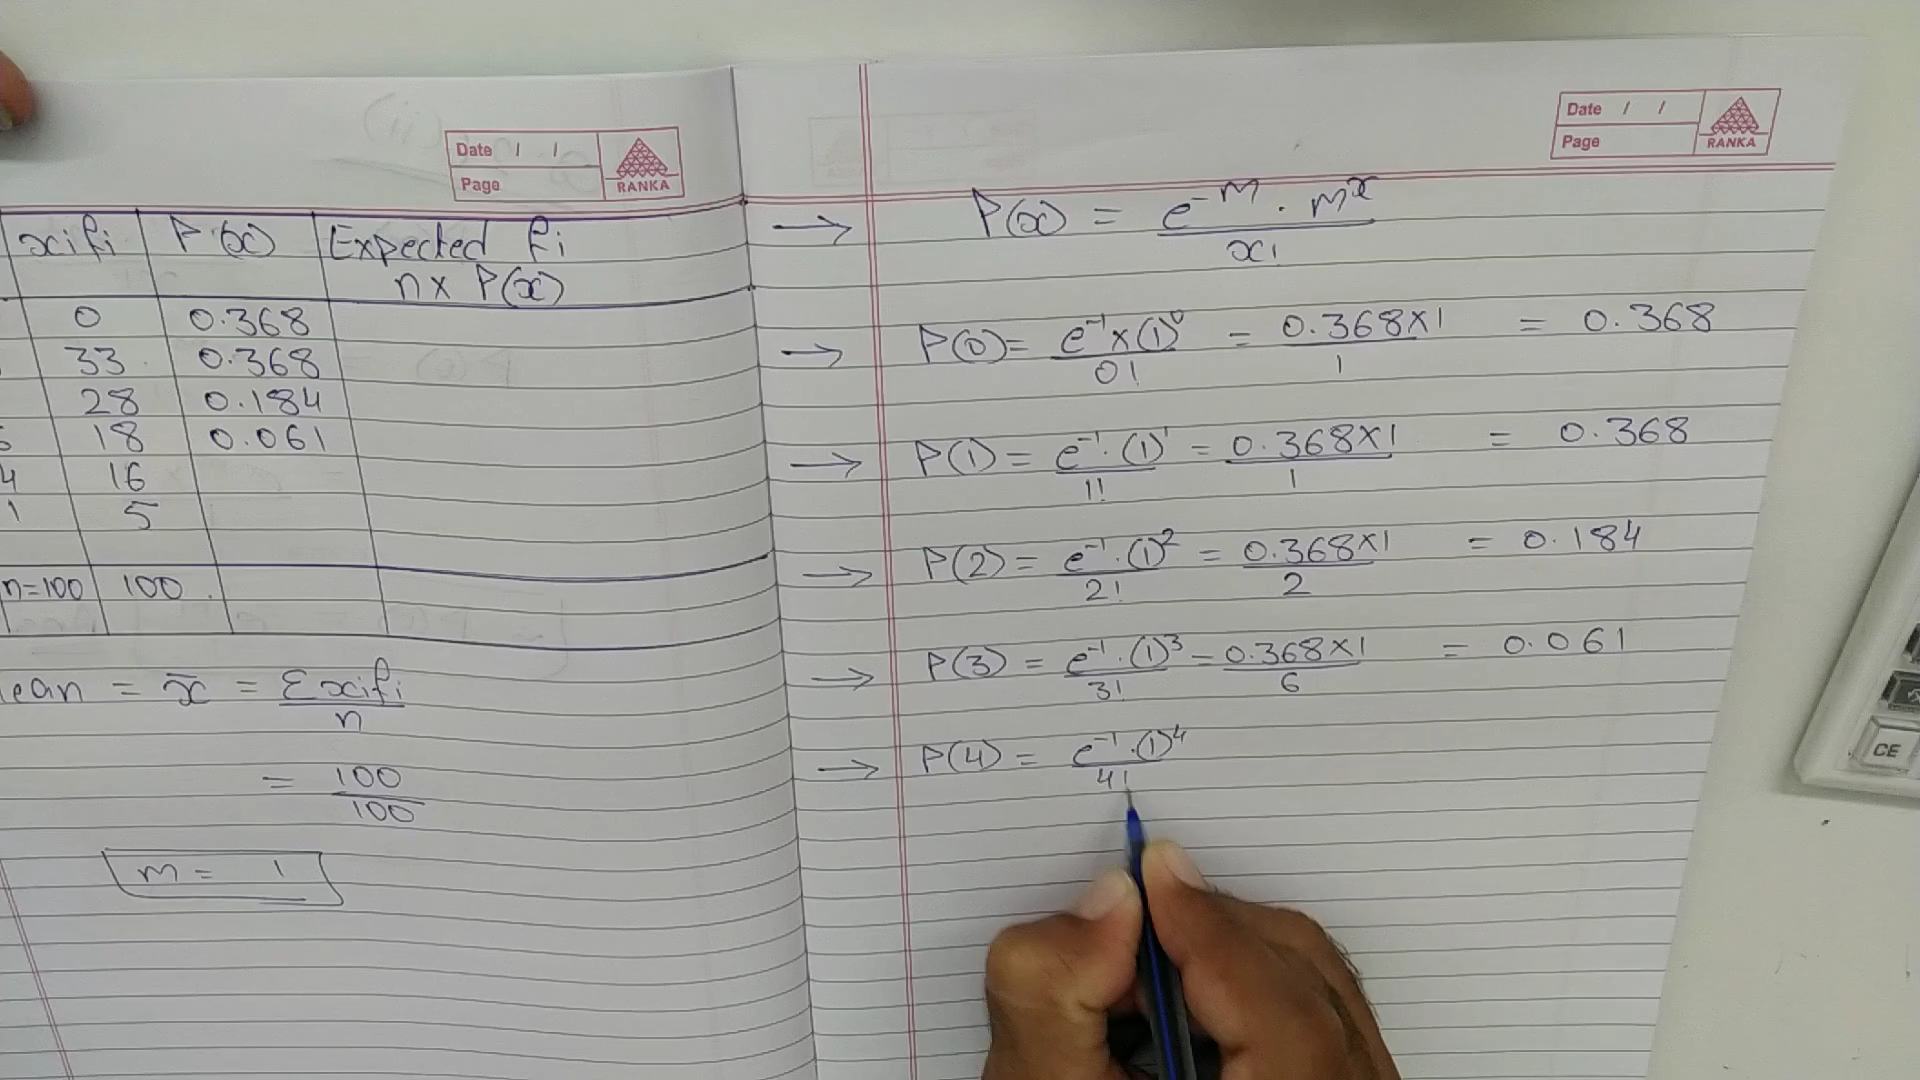 Date / /
Page
RANKA
xifi P(x) Expected fi
n x P(x)
0 0.368
33 0.368
28 0.184
18 0.061
4 16
1 5
n=100 100
ean = x̄ = Σxifi
n
= 100
100
m = 1
Date / /
Page
RANKA
→ P(x) = e^-m . m^x
x!
→ P(0) = e^-1 x (1)^0 = 0.368x1 = 0.368
0! 1
→ P(1) = e^-1 . (1)^1 = 0.368x1 = 0.368
1! 1
→ P(2) = e^-1 . (1)^2 = 0.368x1 = 0.184
2! 2
→ P(3) = e^-1 . (1)^3 = 0.368x1 = 0.061
3! 6
→ P(4) = e^-1 . (1)^4
4!
CE